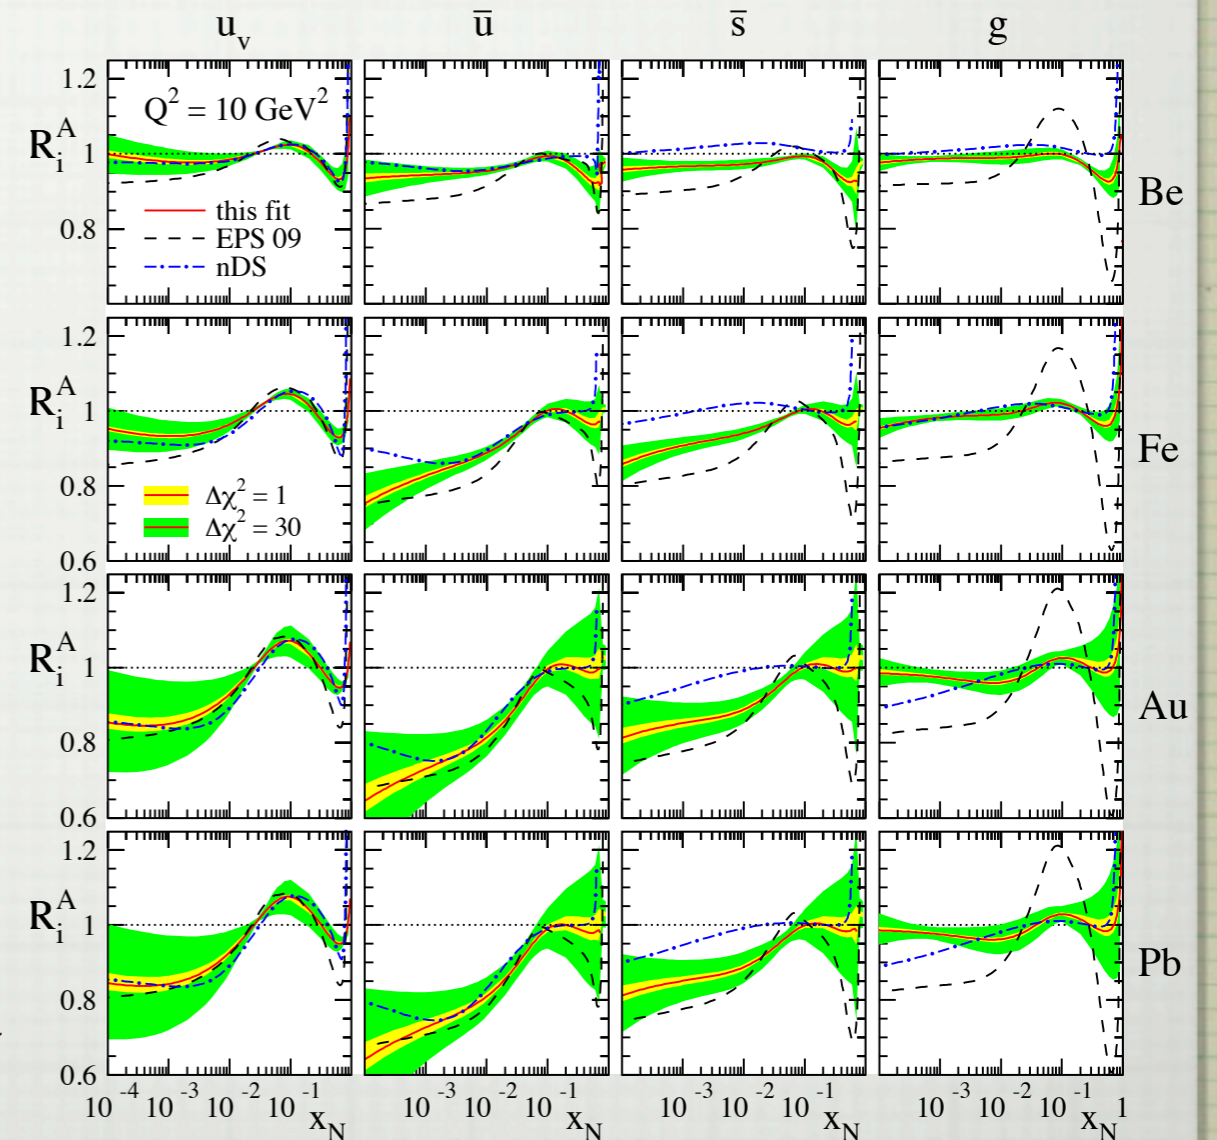 u_v ū s̄ g
1.2 Q² = 10 GeV²
R_i^A 1 Be
this fit
EPS 09
0.8 nDS
1.2
R_i^A 1 Fe
0.8 Δχ² = 1
Δχ² = 30
0.6
1.2
R_i^A 1 Au
0.8
0.6
1.2
R_i^A 1 Pb
0.8
0.6
10⁻⁴ 10⁻³ 10⁻² 10⁻¹ x_N 10⁻³ 10⁻² 10⁻¹ x_N 10⁻³ 10⁻² 10⁻¹ x_N 10⁻³ 10⁻² 10⁻¹ x_N 1